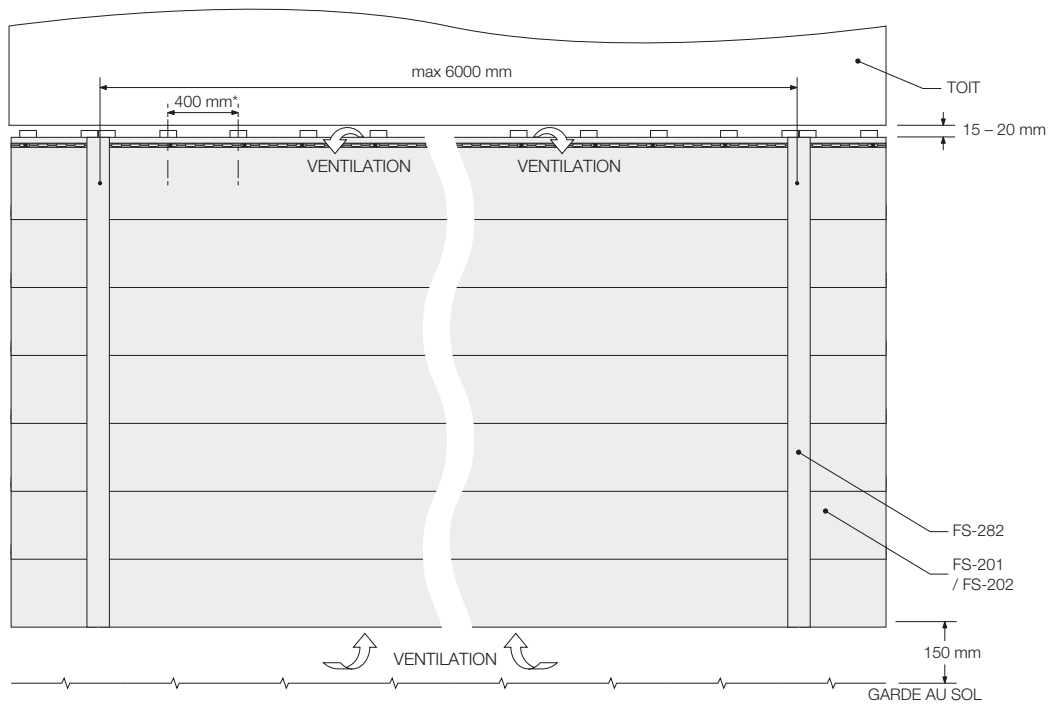 max 6000 mm
TOIT
400 mm*
15 – 20 mm
VENTILATION
VENTILATION
FS-282
FS-201
/ FS-202
150 mm
VENTILATION
GARDE AU SOL